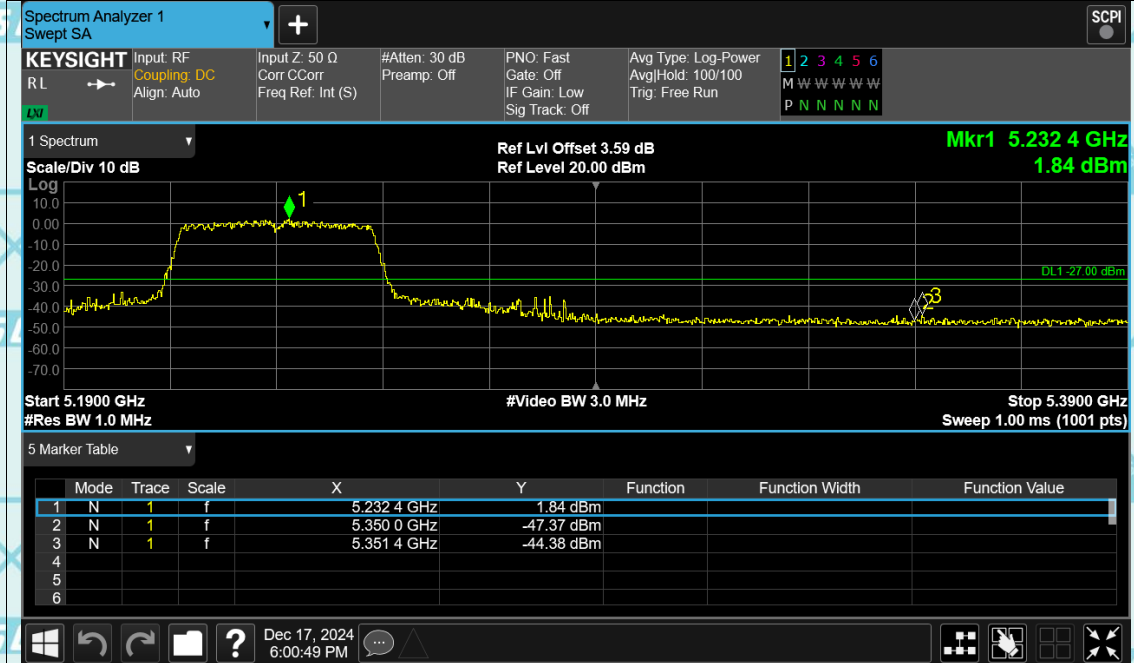 Spectrum Analyzer 1
Swept SA
+
SCPI
KEYSIGHT
RL
LXI
Input: RF
Coupling: DC
Align: Auto
Input Z: 50 Ω
Corr CCorr
Freq Ref: Int (S)
#Atten: 30 dB
Preamp: Off
PNO: Fast
Gate: Off
IF Gain: Low
Sig Track: Off
Avg Type: Log-Power
Avg|Hold: 100/100
Trig: Free Run
1 2 3 4 5 6
M W W W W W
P N N N N N
1 Spectrum
Scale/Div 10 dB
Log
Ref Lvl Offset 3.59 dB
Ref Level 20.00 dBm
Mkr1 5.232 4 GHz
1.84 dBm
10.0
0.00
-10.0
-20.0
-30.0
-40.0
-50.0
-60.0
-70.0
1
DL1 -27.00 dBm
2
3
Start 5.1900 GHz
#Video BW 3.0 MHz
Stop 5.3900 GHz
#Res BW 1.0 MHz
Sweep 1.00 ms (1001 pts)
5 Marker Table
Mode Trace Scale X Y Function Function Width Function Value
1 N 1 f 5.232 4 GHz 1.84 dBm
2 N 1 f 5.350 0 GHz -47.37 dBm
3 N 1 f 5.351 4 GHz -44.38 dBm
4
5
6
?
Dec 17, 2024
6:00:49 PM